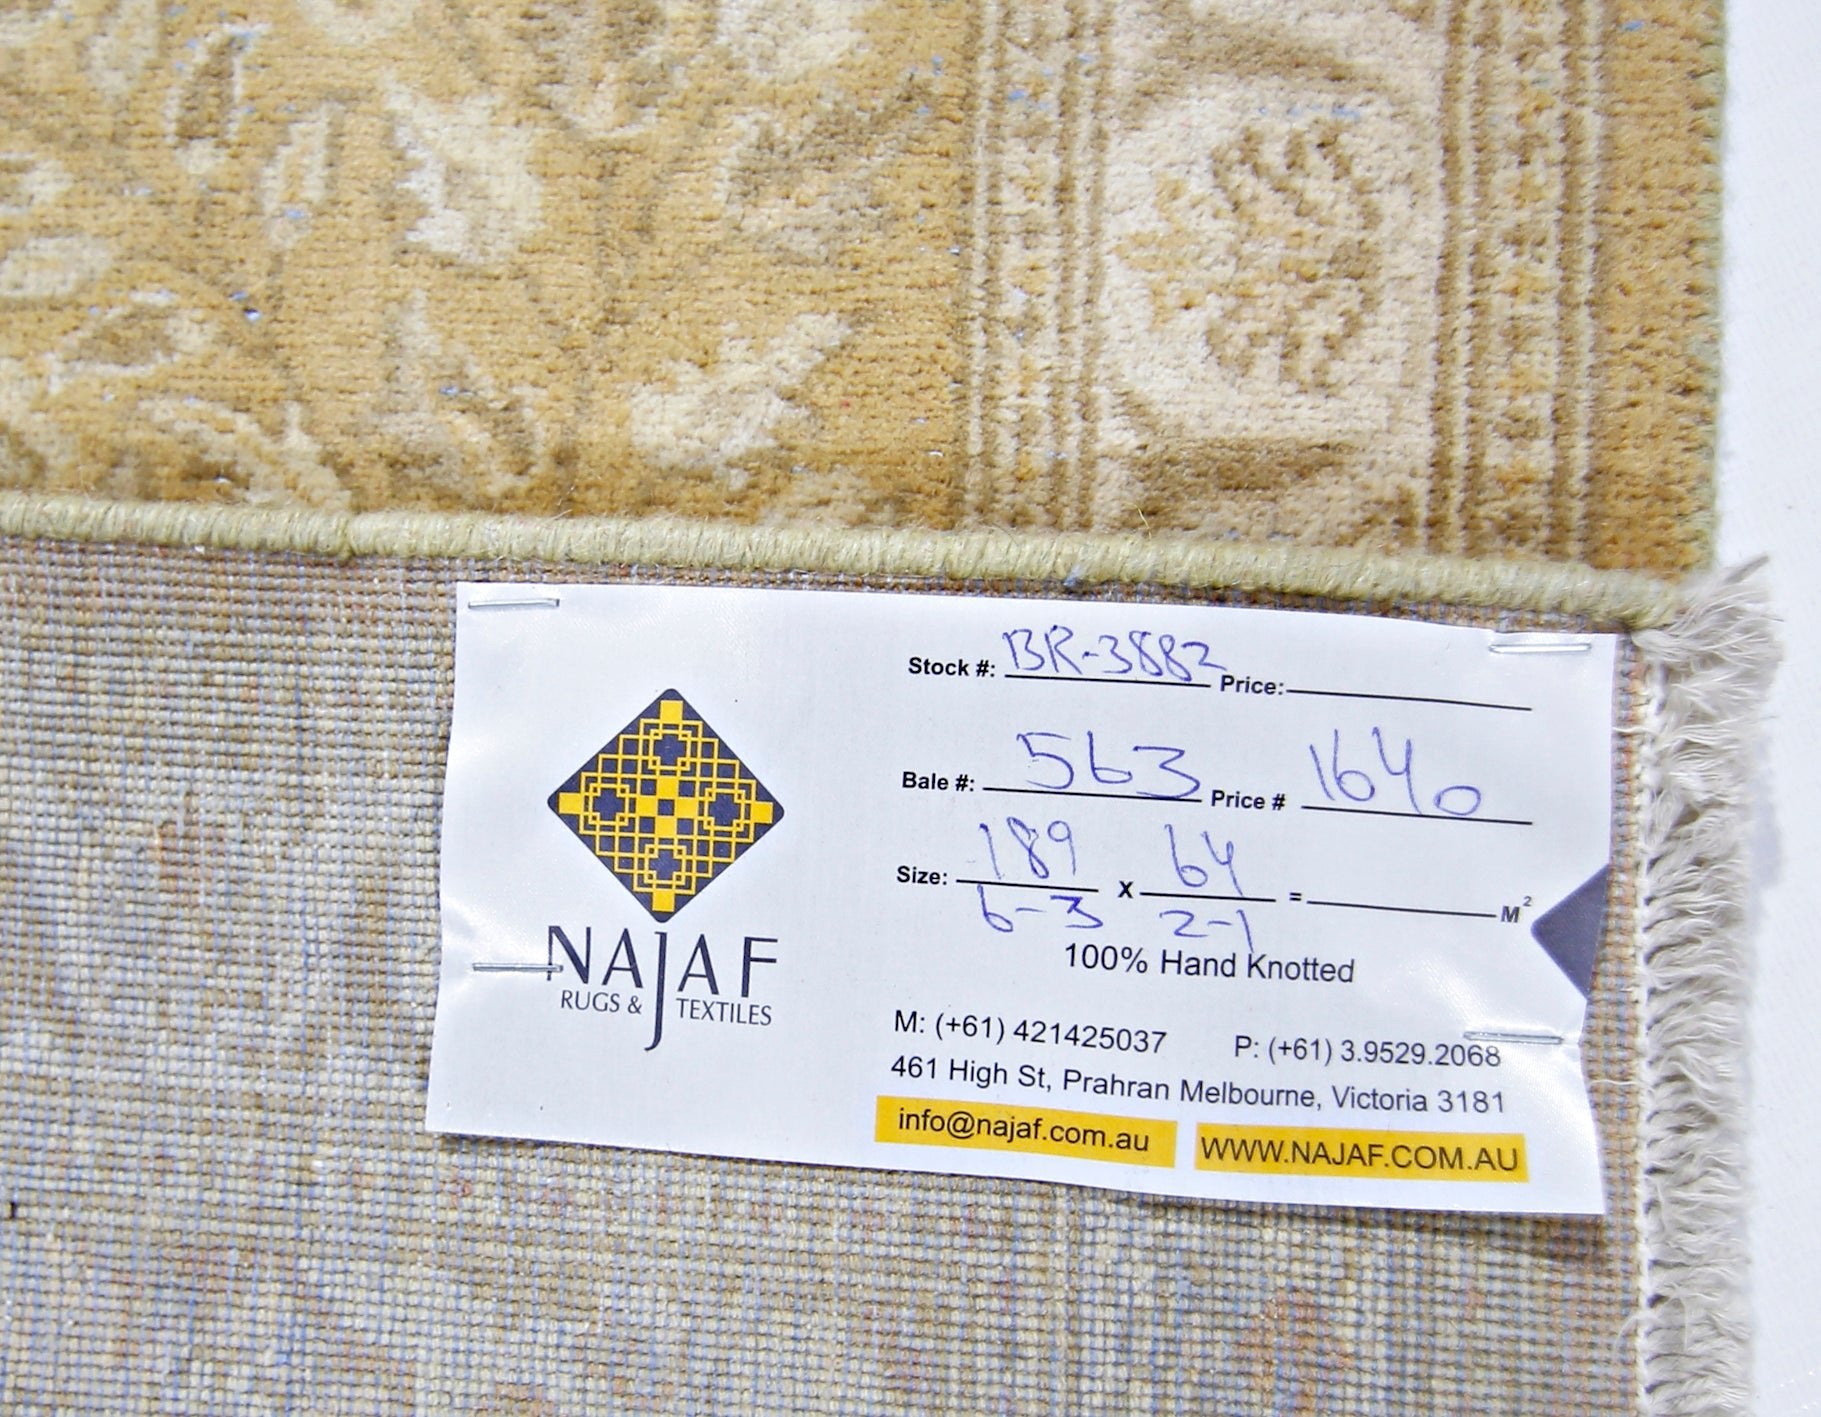 Stock #: BR-3882 Price:
Bale #: 563 Price # 1640
Size: 189 x 64 = M²
6-3 2-1
100% Hand Knotted
NAJAF
RUGS & TEXTILES
M: (+61) 421425037 P: (+61) 3.9529.2068
461 High St, Prahran Melbourne, Victoria 3181
info@najaf.com.au WWW.NAJAF.COM.AU